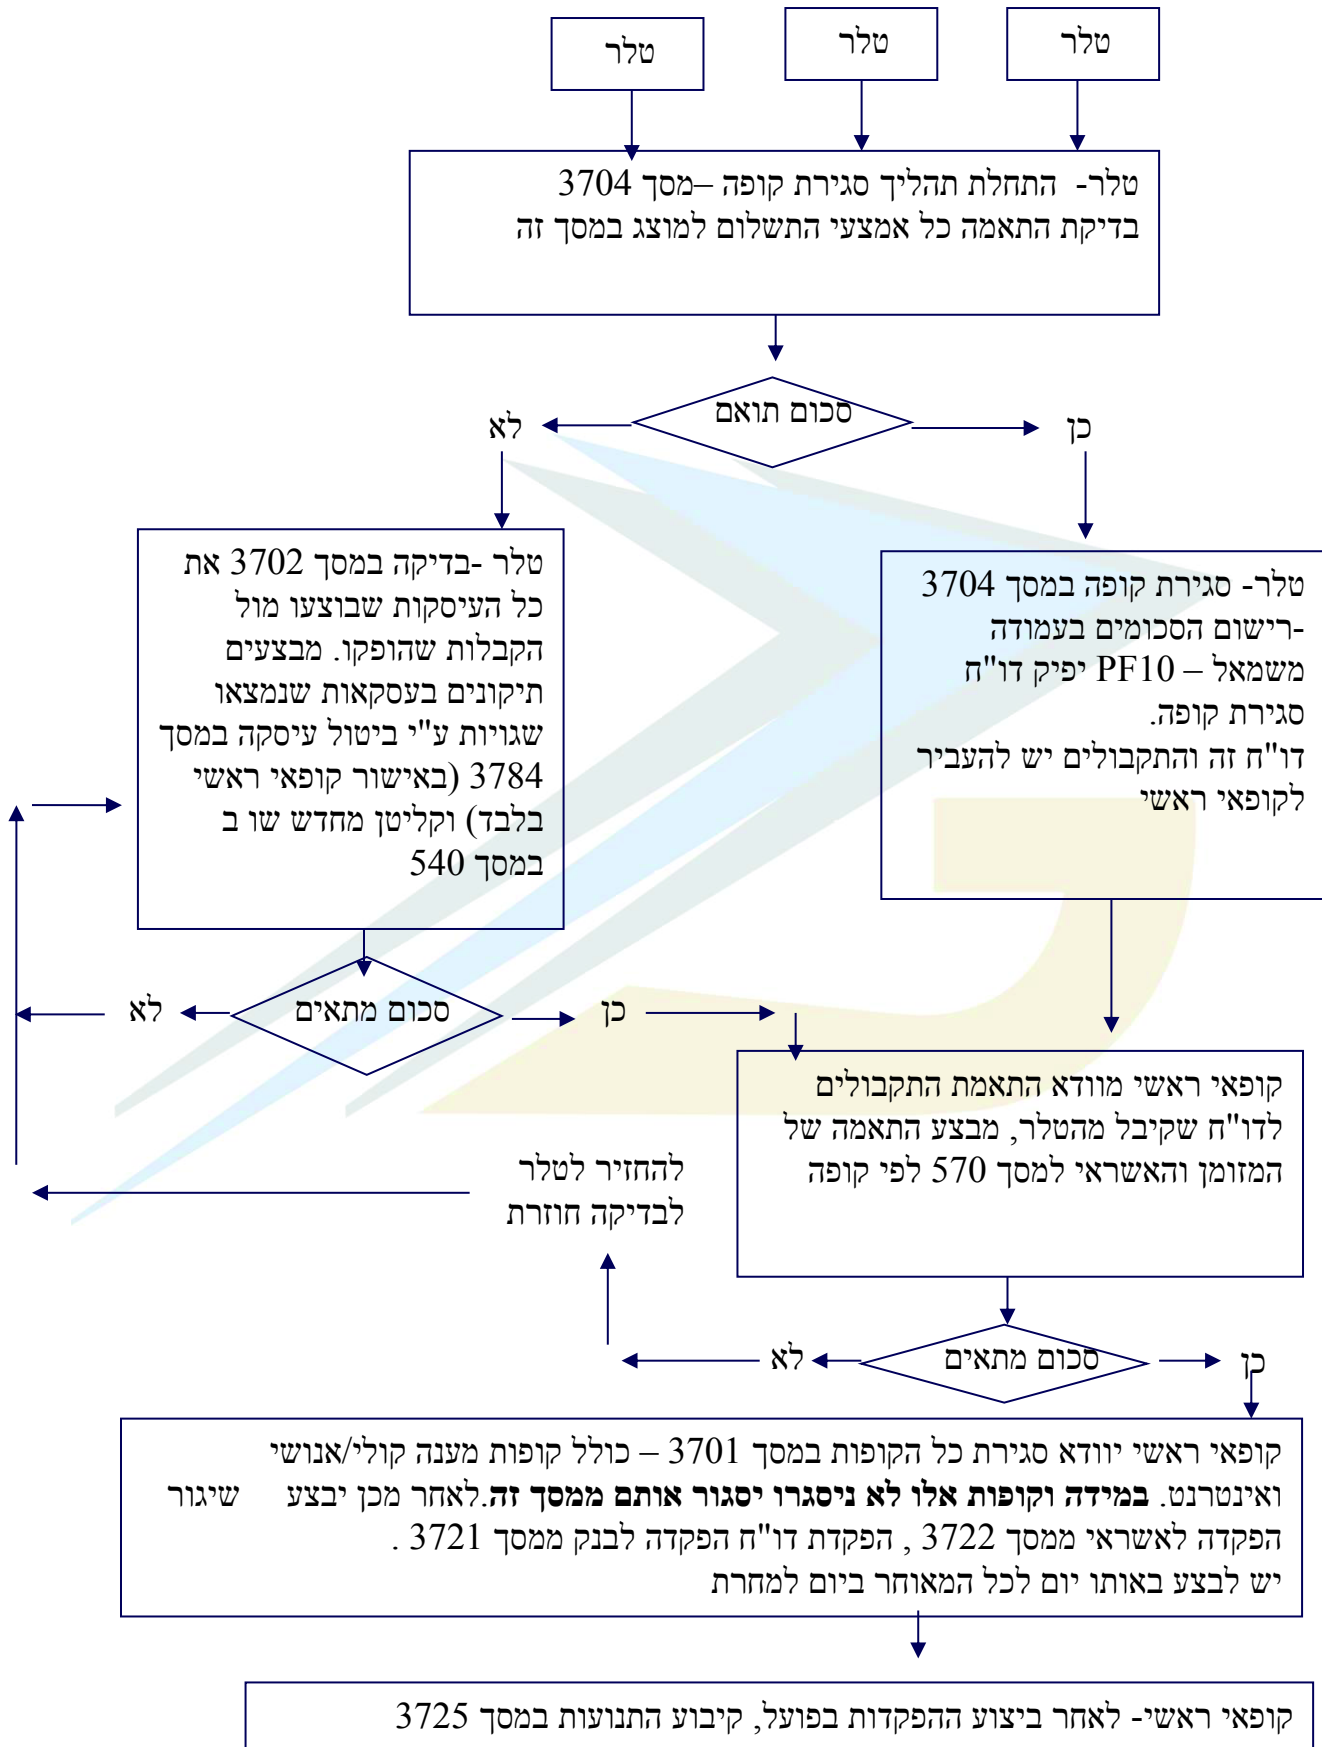 טלר
טלר
טלר
טלר- התחלת תהליך סגירת קופה –מסך 3704
בדיקת התאמה כל אמצעי התשלום למוצג במסך זה
סכום תואם
כן
לא
טלר- סגירת קופה במסך 3704
-רישום הסכומים בעמודה
משמאל – PF10 יפיק דו"ח
סגירת קופה.
דו"ח זה והתקבולים יש להעביר
לקופאי ראשי
טלר -בדיקה במסך 3702 את
כל העיסקות שבוצעו מול
הקבלות שהופקו. מבצעים
תיקונים בעסקאות שנמצאו
שגויות ע"י ביטול עיסקה במסך
3784 (באישור קופאי ראשי
בלבד) וקליטן מחדש שו ב
במסך 540
סכום מתאים
כן
לא
קופאי ראשי מוודא התאמת התקבולים
לדו"ח שקיבל מהטלר, מבצע התאמה של
המזומן והאשראי למסך 570 לפי קופה
להחזיר לטלר
לבדיקה חוזרת
סכום מתאים
כן
לא
קופאי ראשי יוודא סגירת כל הקופות במסך 3701 – כולל קופות מענה קולי/אנושי
ואינטרנט. במידה וקופות אלו לא ניסגרו יסגור אותם ממסך זה.לאחר מכן יבצע שיגור
הפקדה לאשראי ממסך 3722 , הפקדת דו"ח הפקדה לבנק ממסך 3721 .
יש לבצע באותו יום לכל המאוחר ביום למחרת
קופאי ראשי- לאחר ביצוע ההפקדות בפועל, קיבוע התנועות במסך 3725